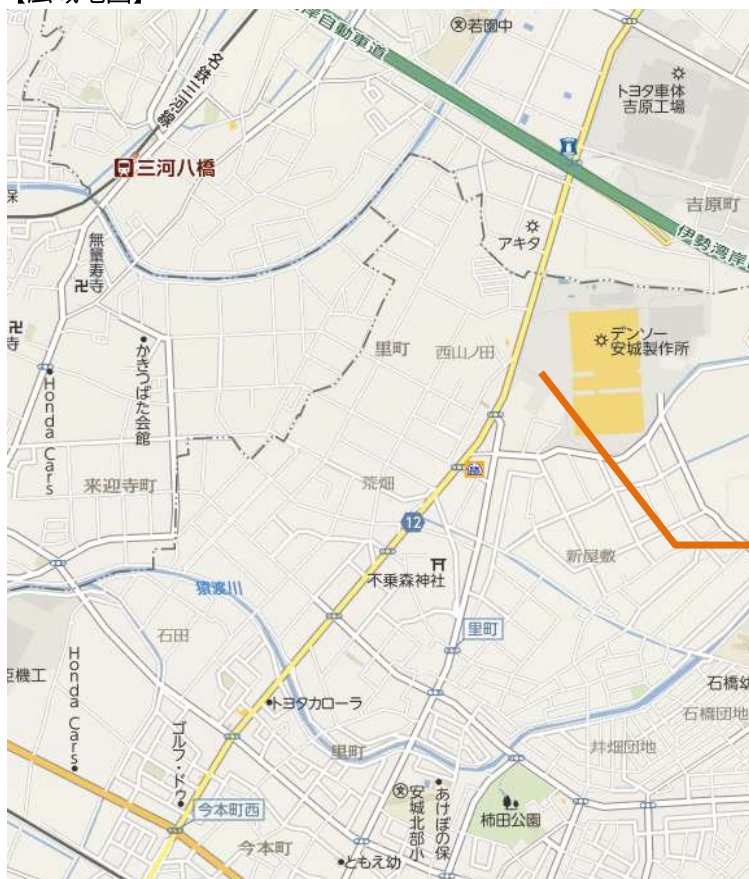 若園中
岸自動車道
名鉄三河線
トヨタ車体
吉原工場
三河八橋
保
吉原町
アキタ
伊勢湾岸
無量寿寺
寺
デンソー
安城製作所
里町
西山ノ田
かきつばた会館
Honda Cars
来迎寺町
荒畑
12
新屋敷
不乗森神社
猿渡川
里町
石田
機工
Honda Cars
トヨタカローラ
石橋幼
石橋団地
里町
井畑団地
ゴルフ・ドゥ
今本町西
安城北部小
あけぼの保
柿田公園
今本町
ともえ幼